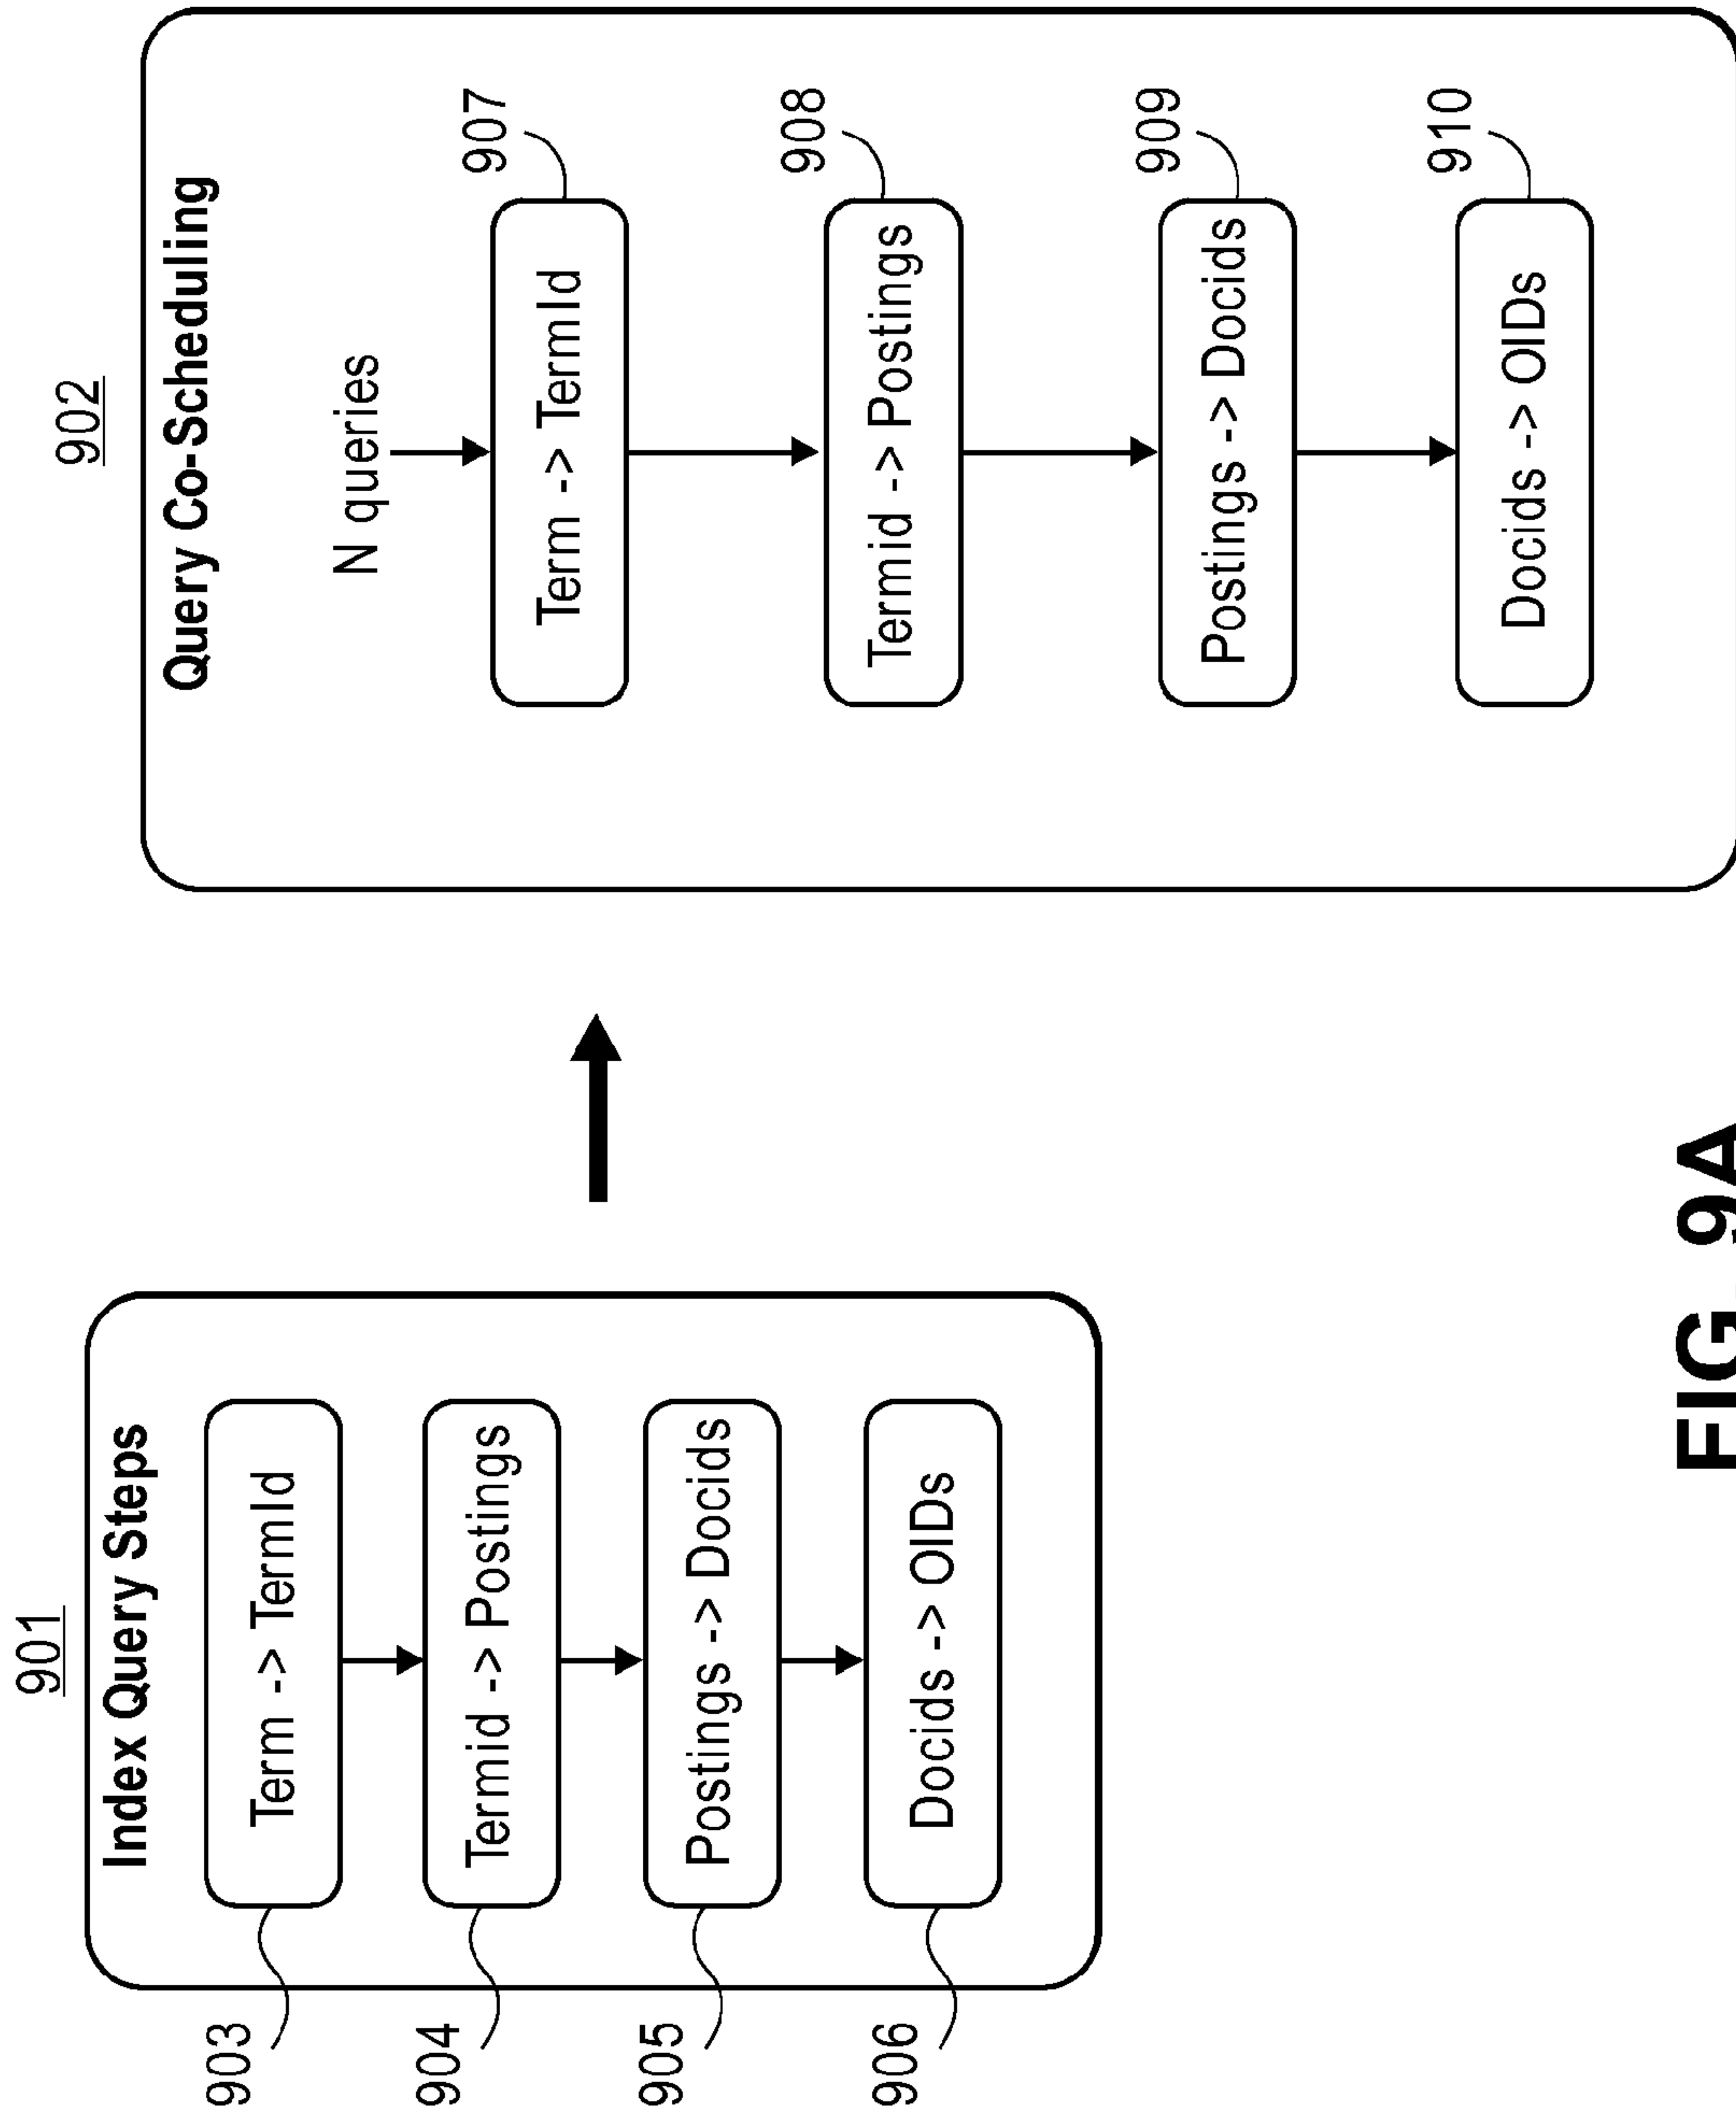 901
Index Query Steps
903
Term -> TermId
904
Termid -> Postings
905
Postings -> Docids
906
Docids -> OIDs
902
Query Co-Scheduling
N queries
907
Term -> TermId
908
Termid -> Postings
909
Postings -> Docids
910
Docids -> OIDs
FIG. 9A